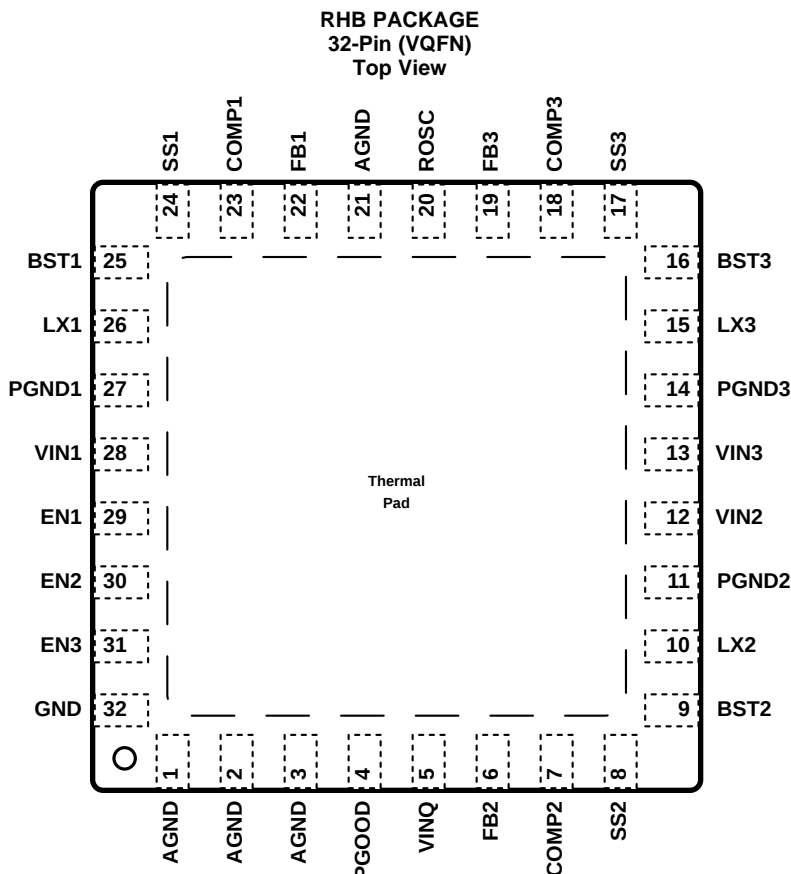 RHB PACKAGE
32-Pin (VQFN)
Top View
SS1
COMP1
FB1
AGND
ROSC
FB3
COMP3
SS3
24
23
22
21
20
19
18
17
BST1 25
16 BST3
LX1 26
15 LX3
PGND1 27
14 PGND3
VIN1 28
13 VIN3
Thermal
Pad
EN1 29
12 VIN2
EN2 30
11 PGND2
EN3 31
10 LX2
GND 32
9 BST2
1
2
3
4
5
6
7
8
AGND
AGND
AGND
PGOOD
VINQ
FB2
COMP2
SS2